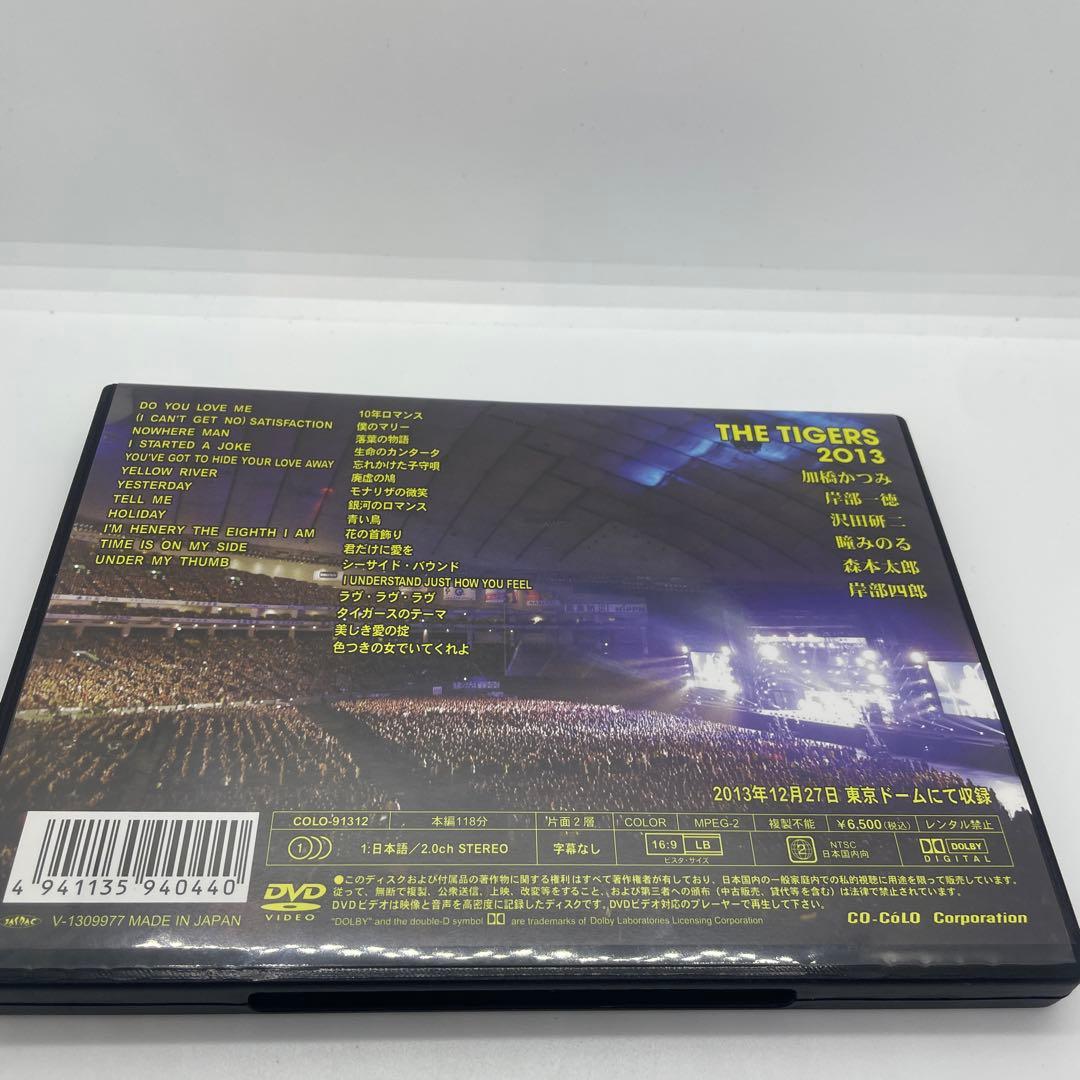 DO YOU LOVE ME
(I CAN'T GET NO) SATISFACTION
NOWHERE MAN
I STARTED A JOKE
YOU'VE GOT TO HIDE YOUR LOVE AWAY
YELLOW RIVER
YESTERDAY
TELL ME
HOLIDAY
I'M HENERY THE EIGHTH I AM
TIME IS ON MY SIDE
UNDER MY THUMB
10年ロマンス
僕のマリー
落葉の物語
生命のカンタータ
忘れかけた子守唄
廃虚の鳩
モナリザの微笑
銀河のロマンス
青い鳥
花の首飾り
君だけに愛を
シーサイド・バウンド
I UNDERSTAND JUST HOW YOU FEEL
ラヴ・ラヴ・ラヴ
タイガースのテーマ
美しき愛の掟
色つきの女でいてくれよ
THE TIGERS
2013
加橋かつみ
岸部一徳
沢田研二
瞳みのる
森本太郎
岸部四郎
2013年12月27日 東京ドームにて収録
COLO-91312 本編118分 片面2層 COLOR MPEG-2 複製不能 ¥6,500(税込) レンタル禁止
1 1:日本語/2.0ch STEREO 字幕なし 16:9 LB
ビスタ・サイズ
2 NTSC
日本国内向
DOLBY
DIGITAL
4 941135 940440
DVD
VIDEO
●このディスクおよび付属品の著作物に関する権利はすべて著作権者が有しており、日本国内の一般家庭内での私的視聴に用途を限って販売しています。
従って、無断で複製、公衆送信、上映、改変等をすること、および第三者への頒布(中古販売、貸代等を含む)は法律で禁止されています。
DVDビデオは映像と音声を高密度に記録したディスクです。DVDビデオ対応のプレーヤーで再生して下さい。
"DOLBY" and the double-D symbol are trademarks of Dolby Laboratories Licensing Corporation
CO-CóLO Corporation
JASRAC V-1309977 MADE IN JAPAN